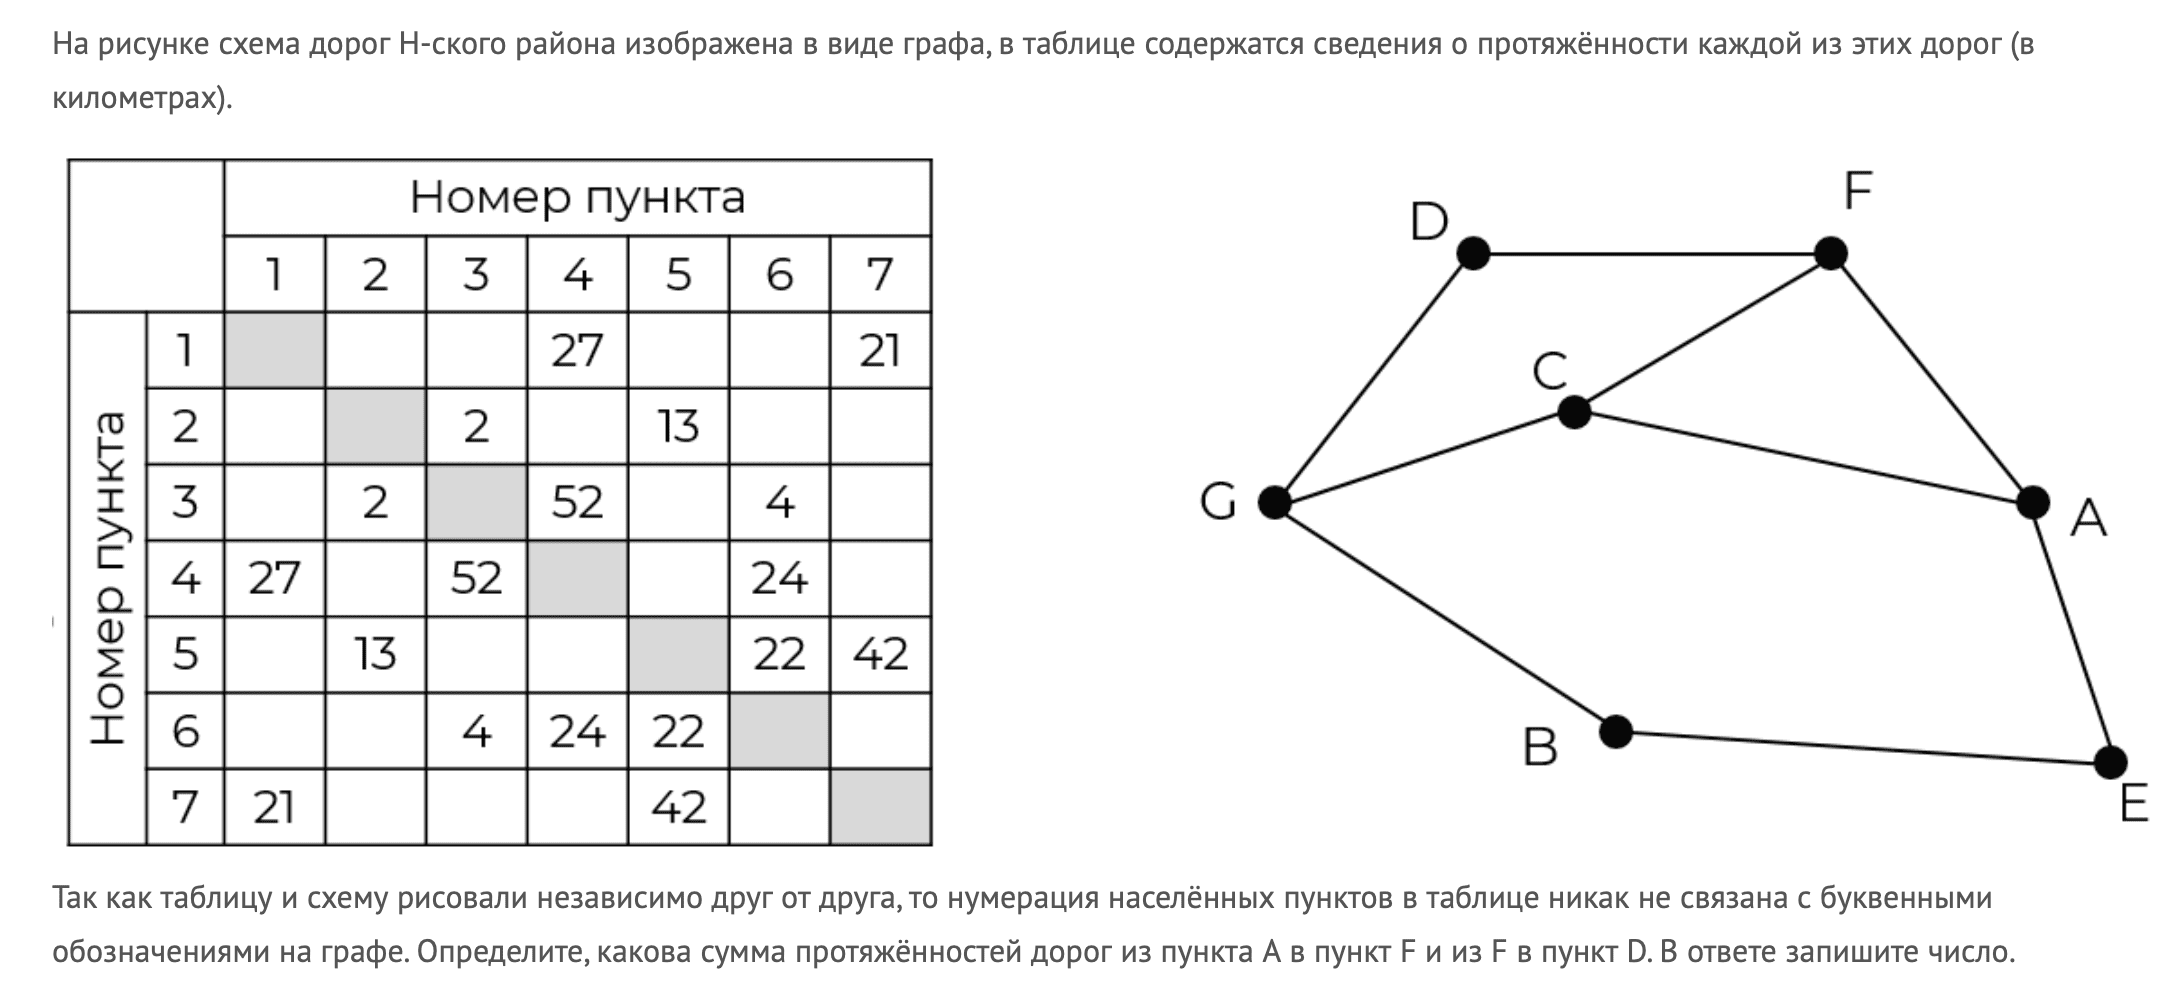 На рисунке схема дорог Н-ского района изображена в виде графа, в таблице содержатся сведения о протяжённости каждой из этих дорог (в
километрах).
Номер пункта
1 2 3 4 5 6 7
Номер пункта
1 27 21
2 2 13
3 2 52 4
4 27 52 24
5 13 22 42
6 4 24 22
7 21 42
D
F
C
G
A
B
E
Так как таблицу и схему рисовали независимо друг от друга, то нумерация населённых пунктов в таблице никак не связана с буквенными
обозначениями на графе. Определите, какова сумма протяжённостей дорог из пункта A в пункт F и из F в пункт D. В ответе запишите число.